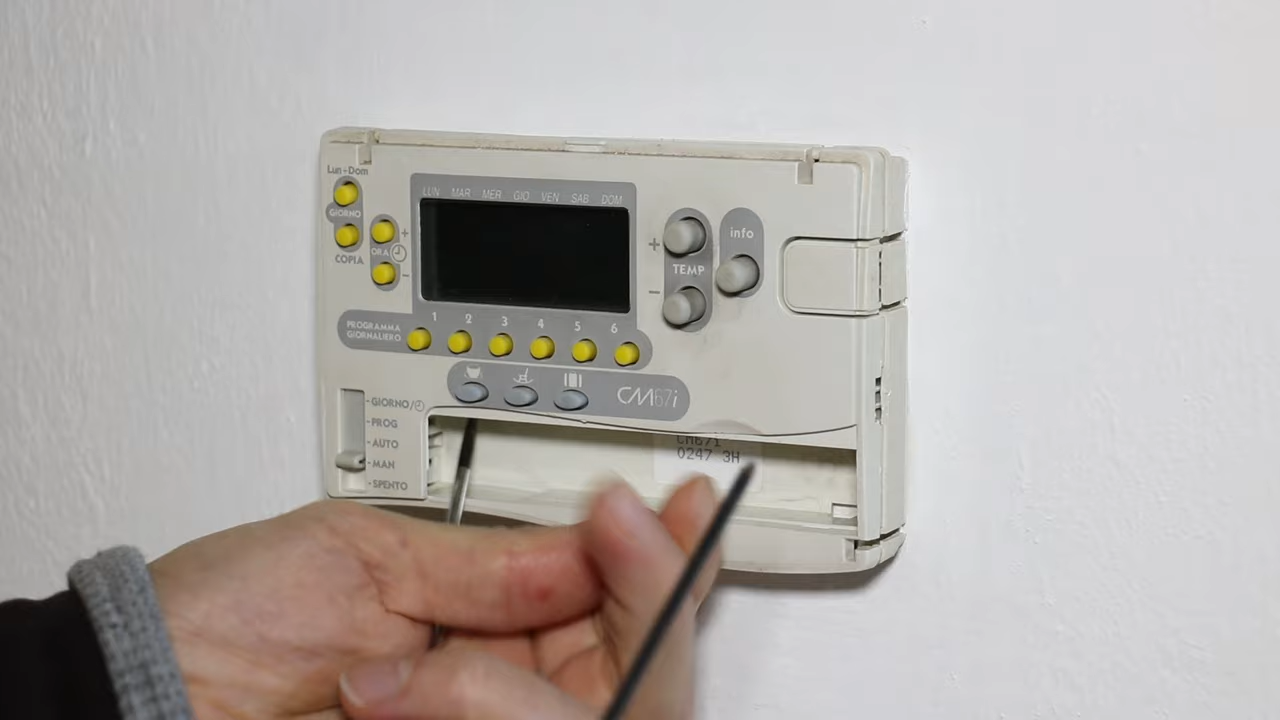 Lun÷Dom
GIORNO
COPIA
+
ORA
-
LUN MAR MER GIO VEN SAB DOM
+
TEMP
-
info
PROGRAMMA
GIORNALIERO
1 2 3 4 5 6
CM67i
-GIORNO/
-PROG
-AUTO
-MAN
-SPENTO
CM67i
0247 3H